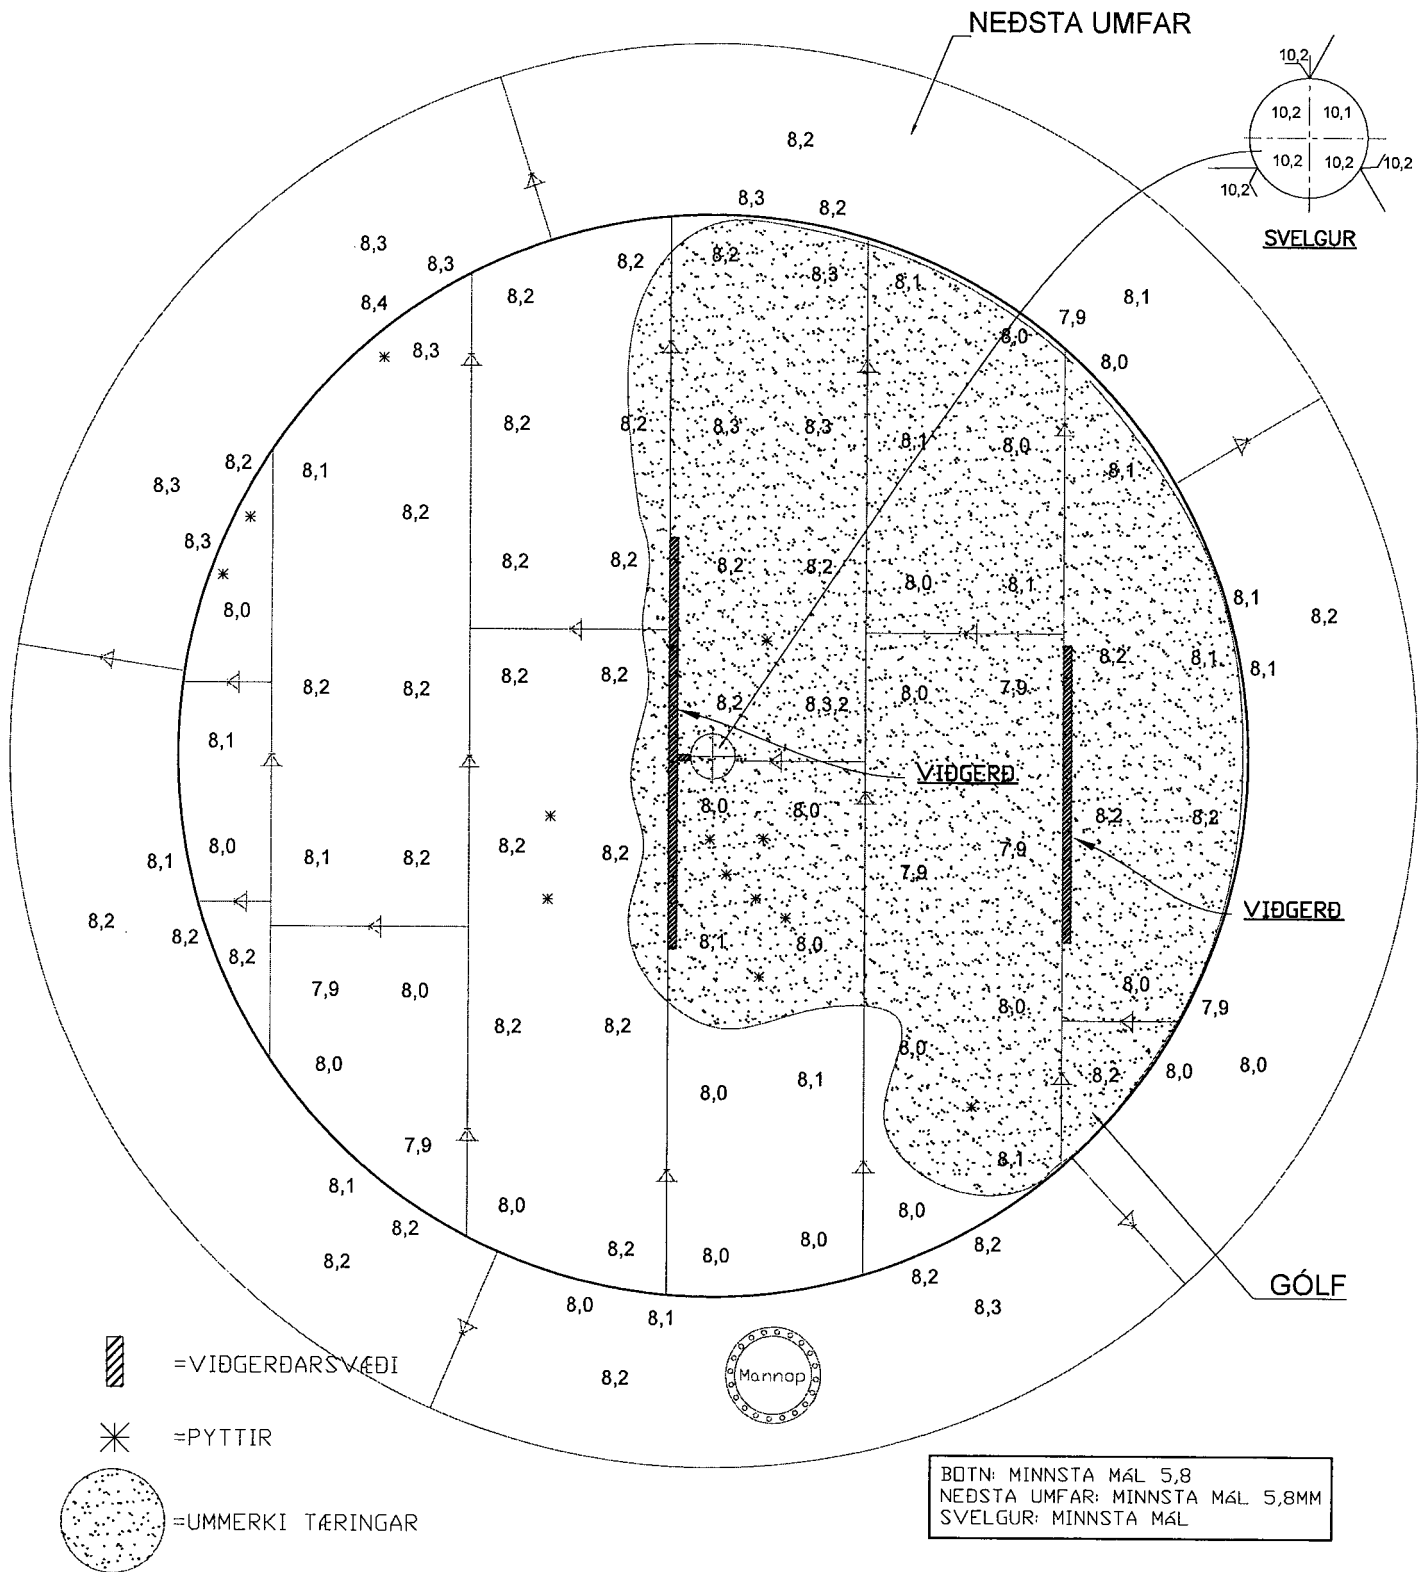 NEÐSTA UMFAR
10,2
10,2 10,1
10,2 10,2 10,2
10,2
SVELGUR
8,2
8,3 8,2
8,3
8,3 8,2 8,2
8,3 8,1
8,4 8,2 8,1
7,9
8,3 8,0 8,0
8,2 8,2 8,3 8,3 8,1 8,0
8,2 8,1 8,1
8,3
8,2
8,3
8,2 8,2 8,2 8,2 8,0 8,1
8,0 8,1 8,2
8,2 8,2 8,2 8,1 8,1
8,2 8,2 8,2 8,3,2 8,0 7,9
8,1
VIÐGERÐ
8,0 8,0 8,2 8,2
8,1 8,0 8,1 8,2 8,2 8,2 7,9 7,9
8,2
VIÐGERÐ
8,2 8,2 8,1 8,0
7,9 8,0 8,0
8,2 8,2 8,0 7,9
8,0 8,0 8,2 8,0 8,0
8,0 8,1
7,9
8,1 8,1
8,2 8,0 8,0
8,2 8,2 8,0 8,0 8,2
8,2
GÓLF
8,0 8,1 8,3
8,2
Mannop
=VIÐGERÐARSVÆÐI
=PYTTIR
=UMMERKI TÆRINGAR
BOTN: MINNSTA MáL 5,8
NEÐSTA UMFAR: MINNSTA MáL 5,8MM
SVELGUR: MINNSTA MáL